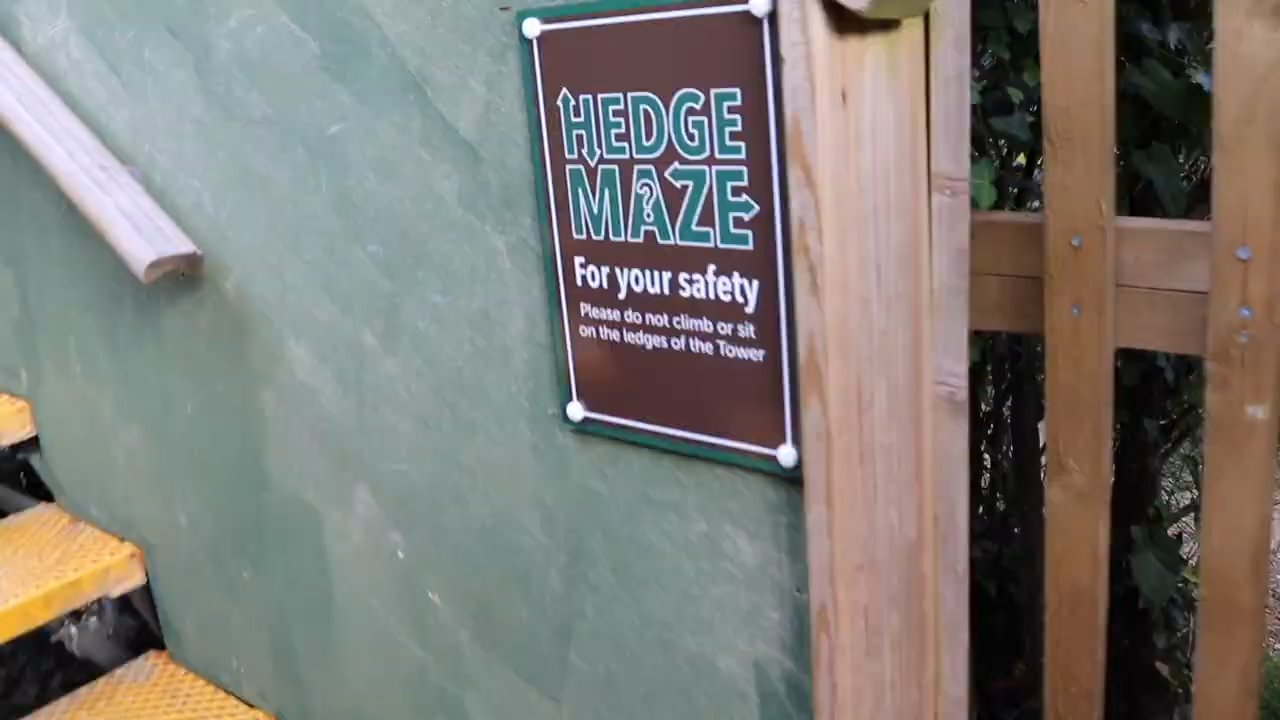 HEDGE
MAZE
?
For your safety
Please do not climb or sit
on the ledges of the Tower